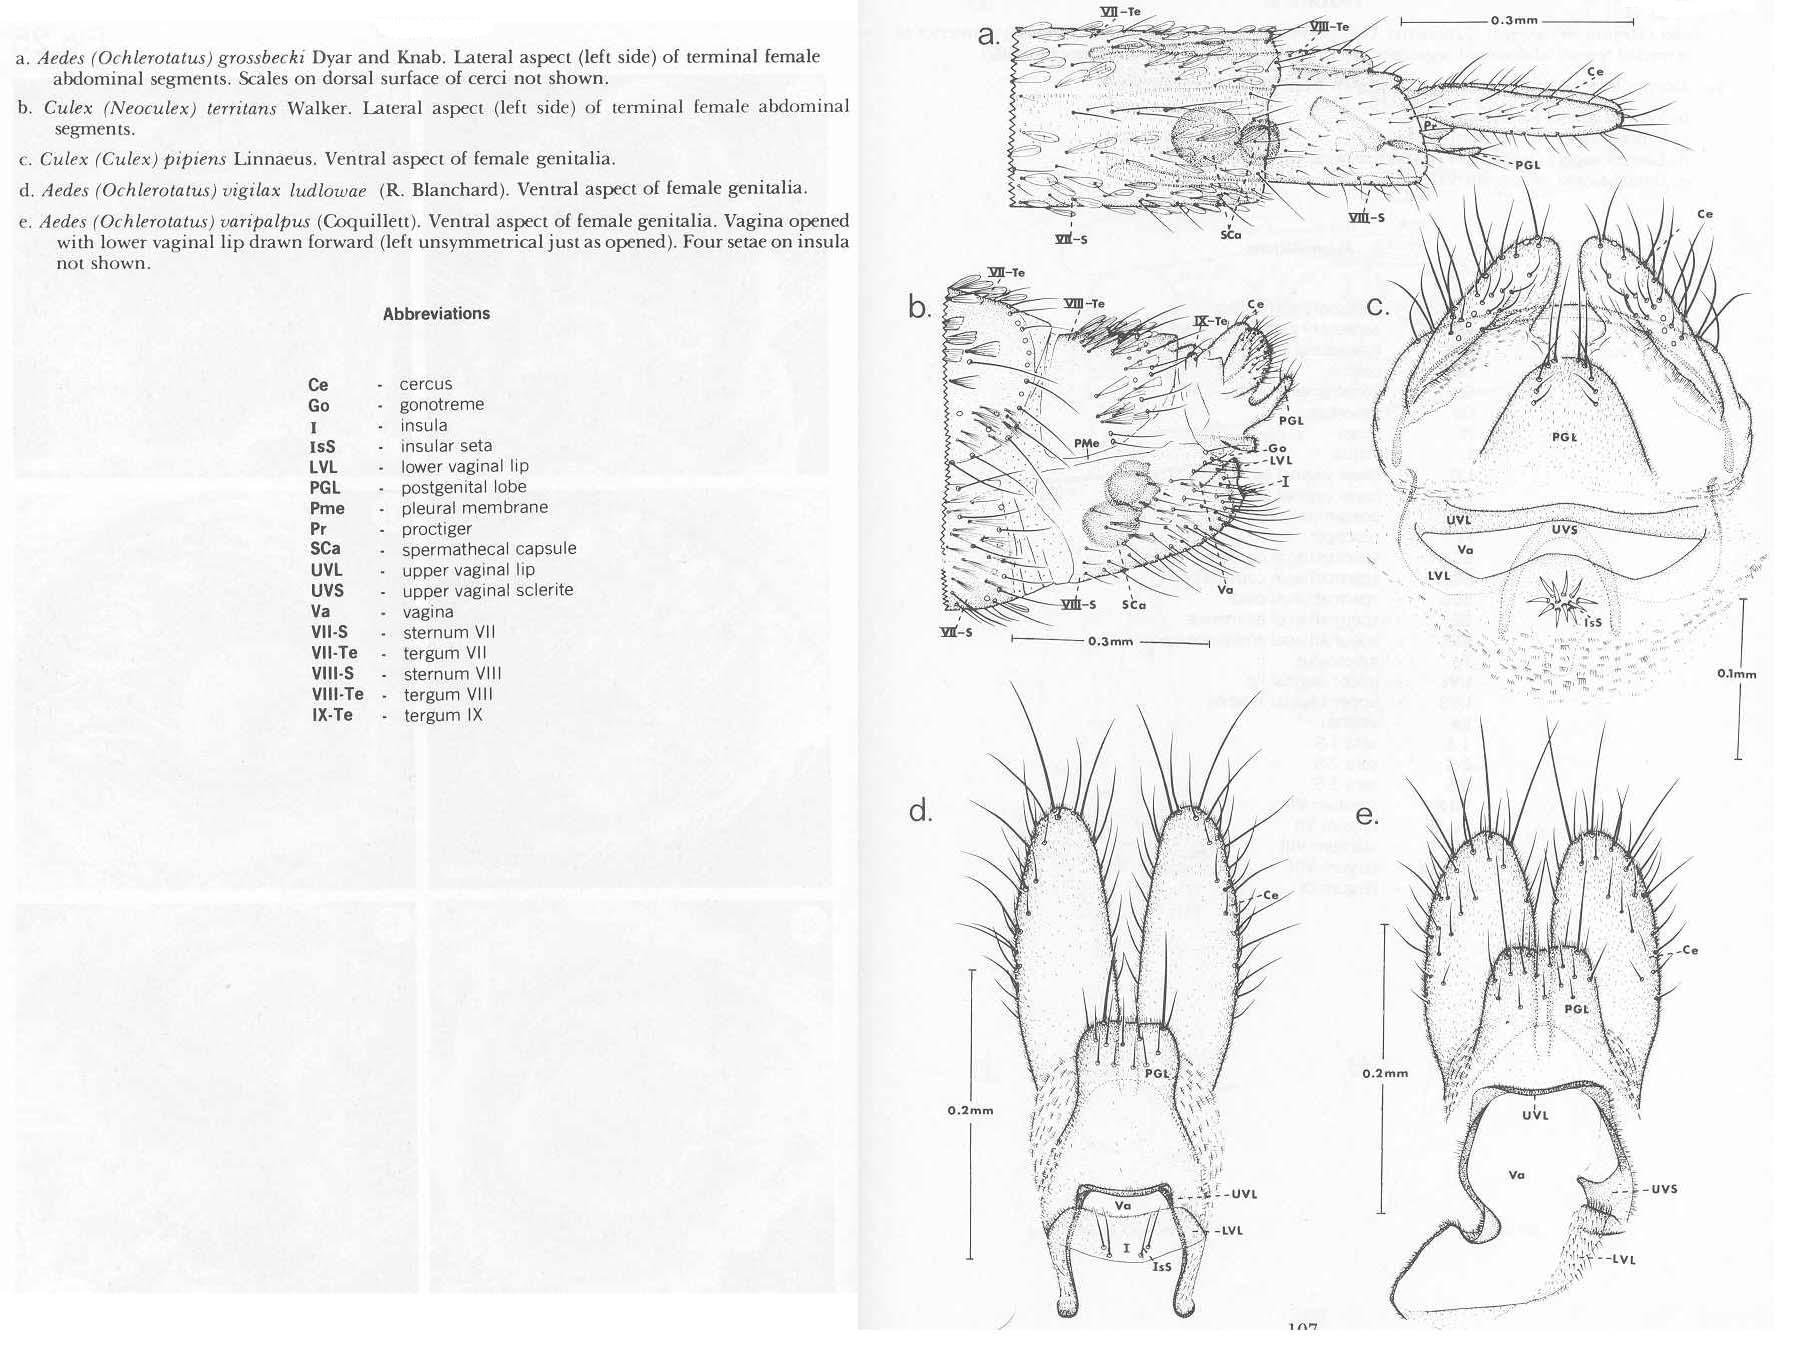 a. Aedes (Ochlerotatus) grossbecki Dyar and Knab. Lateral aspect (left side) of terminal female
abdominal segments. Scales on dorsal surface of cerci not shown.
b. Culex (Neoculex) territans Walker. Lateral aspect (left side) of terminal female abdominal
segments.
c. Culex (Culex) pipiens Linnaeus. Ventral aspect of female genitalia.
d. Aedes (Ochlerotatus) vigilax ludlowae (R. Blanchard). Ventral aspect of female genitalia.
e. Aedes (Ochlerotatus) varipalpus (Coquillett). Ventral aspect of female genitalia. Vagina opened
with lower vaginal lip drawn forward (left unsymmetrical just as opened). Four setae on insula
not shown.
Abbreviations
Ce - cercus
Go - gonotreme
I - insula
IsS - insular seta
LVL - lower vaginal lip
PGL - postgenital lobe
Pme - pleural membrane
Pr - proctiger
SCa - spermathecal capsule
UVL - upper vaginal lip
UVS - upper vaginal sclerite
Va - vagina
VII-S - sternum VII
VII-Te - tergum VII
VIII-S - sternum VIII
VIII-Te - tergum VIII
IX-Te - tergum IX
a.
VII-Te
VIII-Te
0.3mm
Ce
Pr
PGL
VIII-S
SCa
VII-S
b.
VII-Te
VIII-Te
IX-Te
Ce
PGL
PMe
Go
LVL
I
Va
SCa
VIII-S
VII-S
0.3mm
c.
Ce
PGL
UVL
UVS
Va
LVL
IsS
0.1mm
d.
Ce
PGL
0.2mm
UVL
Va
LVL
I
IsS
e.
Ce
PGL
0.2mm
UVL
Va
UVS
LVL
107